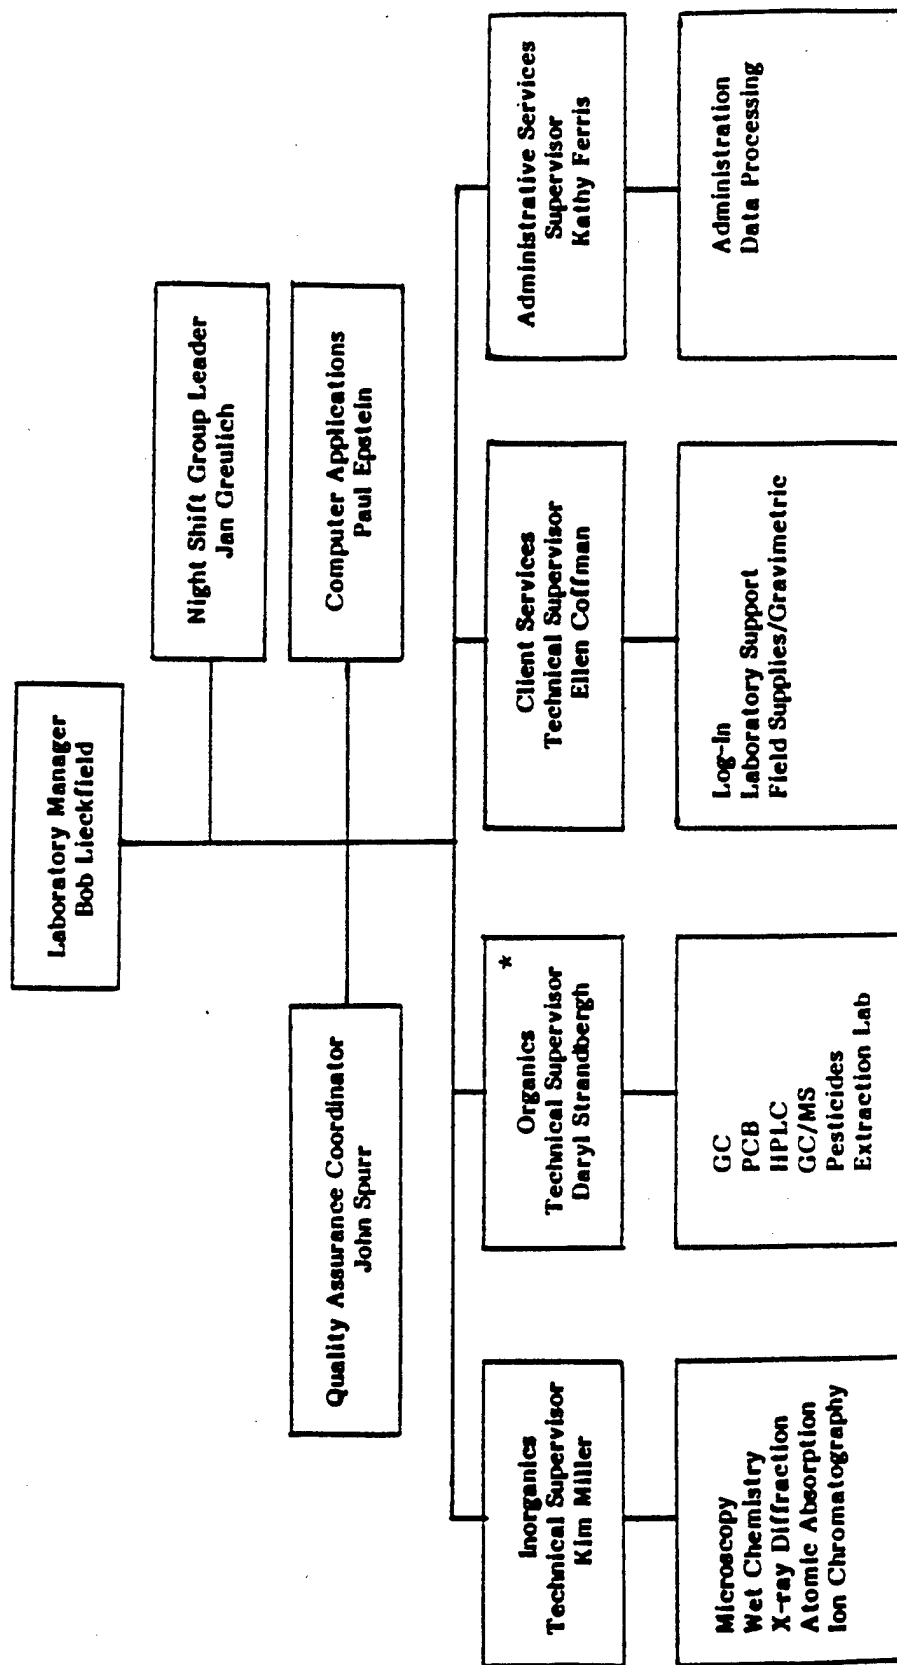 Laboratory Manager
Bob Lieckfield
Night Shift Group Leader
Jan Greulich
Quality Assurance Coordinator
John Spurr
Computer Applications
Paul Epstein
Inorganics
Technical Supervisor
Kim Miller
Organics *
Technical Supervisor
Daryl Strandbergh
Client Services
Technical Supervisor
Ellen Coffman
Administrative Services
Supervisor
Kathy Ferris
Microscopy
Wet Chemistry
X-ray Diffraction
Atomic Absorption
Ion Chromatography
GC
PCB
HPLC
GC/MS
Pesticides
Extraction Lab
Log-In
Laboratory Support
Field Supplies/Gravimetric
Administration
Data Processing